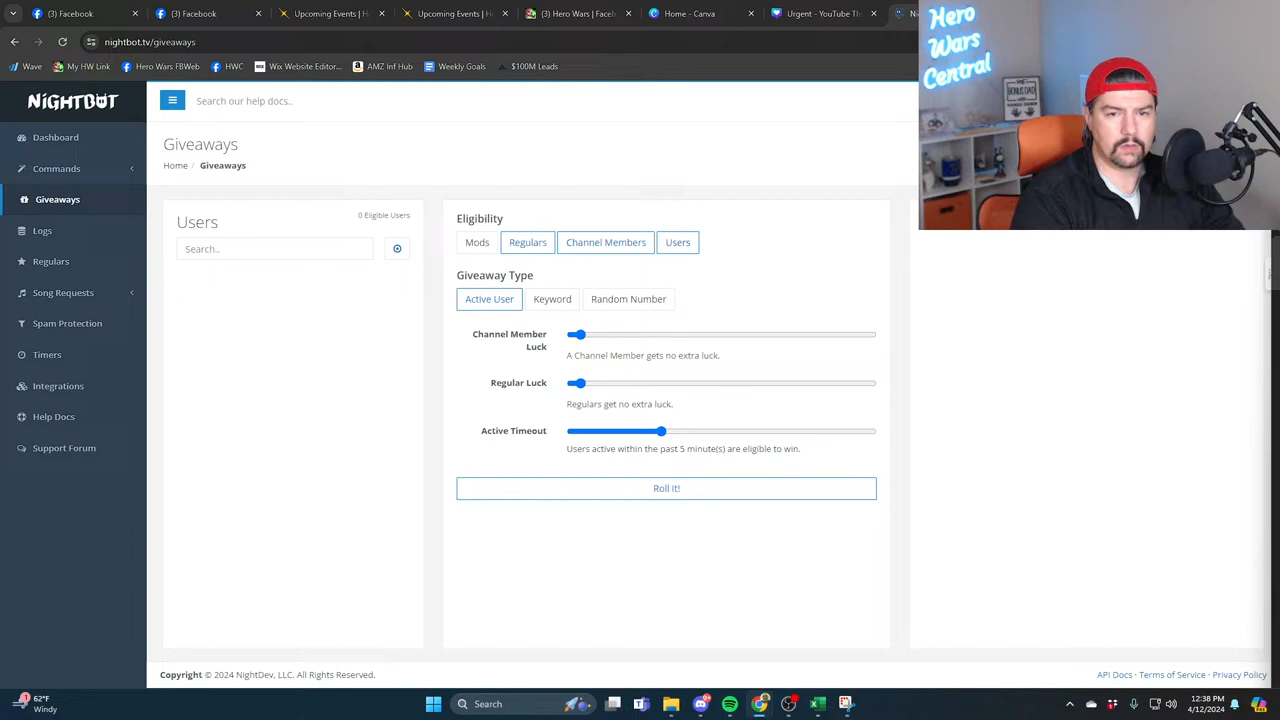 (1) Facebook
(3) Facebook
(3) Facebook
Upcoming Events | H
Upcoming Events | H
Hero Wars | Faceb
Home - Canva
Urgent - YouTube
nightbot.tv/giveaways
Wave
My HW Link
Hero Wars FBWeb
HWC
Wix Website Editor...
AMZ Inf Hub
Weekly Goals
$100M Leads
Hero
Wars
Central
BONUS DAD
NIGHTBOT
Search our help docs..
Dashboard
Commands
Giveaways
Logs
Regulars
Song Requests
Spam Protection
Timers
Integrations
Help Docs
Support Forum
Giveaways
Home / Giveaways
Users
0 Eligible Users
Search..
Eligibility
Mods
Regulars
Channel Members
Users
Giveaway Type
Active User
Keyword
Random Number
Channel Member
Luck
A Channel Member gets no extra luck.
Regular Luck
Regulars get no extra luck.
Active Timeout
Users active within the past 5 minute(s) are eligible to win.
Roll It!
Copyright © 2024 NightDev, LLC. All Rights Reserved.
API Docs · Terms of Service · Privacy Policy
1
62°F
Windy
Search
12:38 PM
4/12/2024